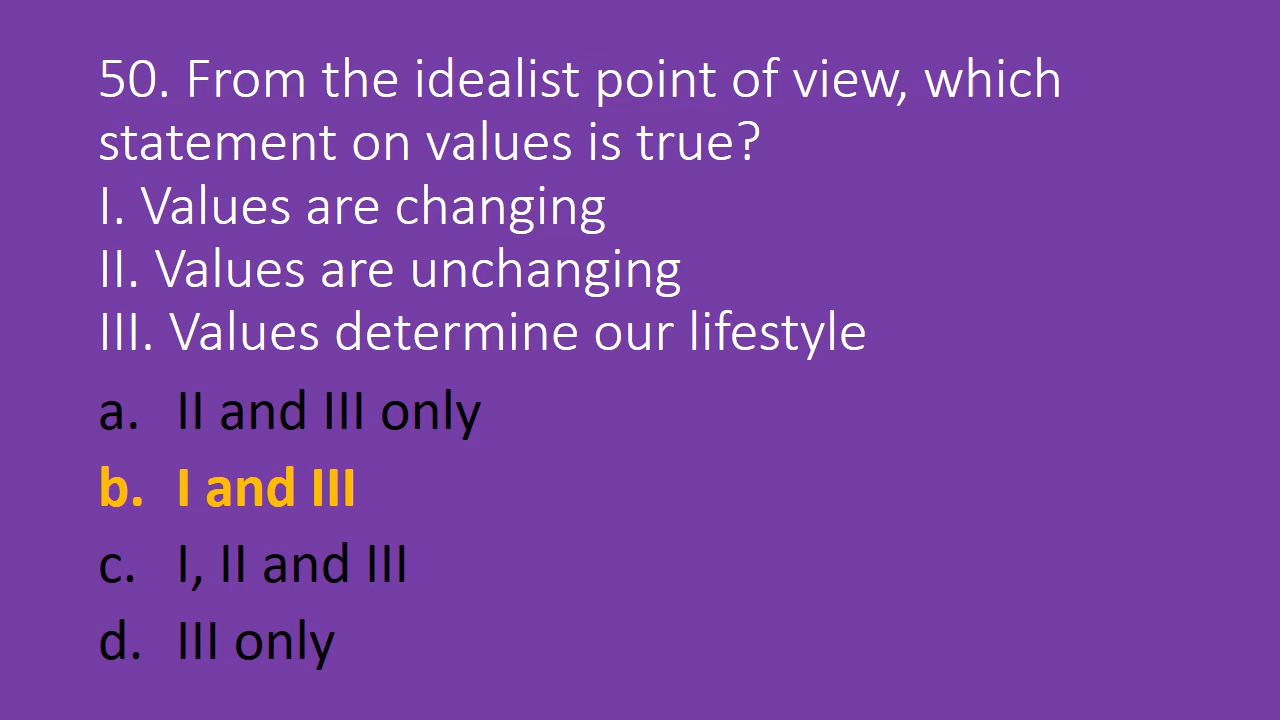 50. From the idealist point of view, which
statement on values is true?
I. Values are changing
II. Values are unchanging
III. Values determine our lifestyle
a. II and III only
b. I and III
c. I, II and III
d. III only